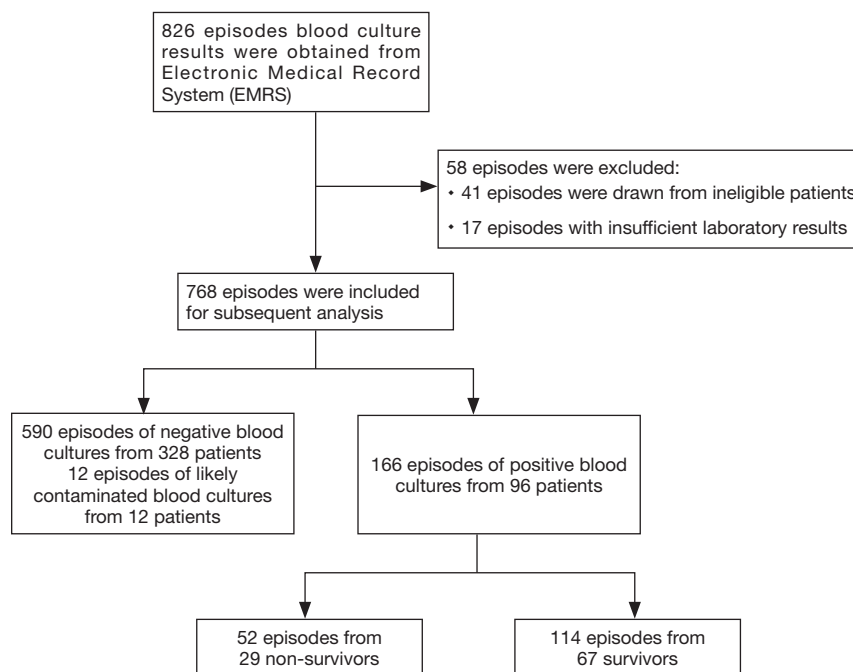 826 episodes blood culture
results were obtained from
Electronic Medical Record
System (EMRS)
58 episodes were excluded:
• 41 episodes were drawn from ineligible patients
• 17 episodes with insufficient laboratory results
768 episodes were included
for subsequent analysis
590 episodes of negative blood
cultures from 328 patients
12 episodes of likely
contaminated blood cultures
from 12 patients
166 episodes of positive blood
cultures from 96 patients
52 episodes from
29 non-survivors
114 episodes from
67 survivors